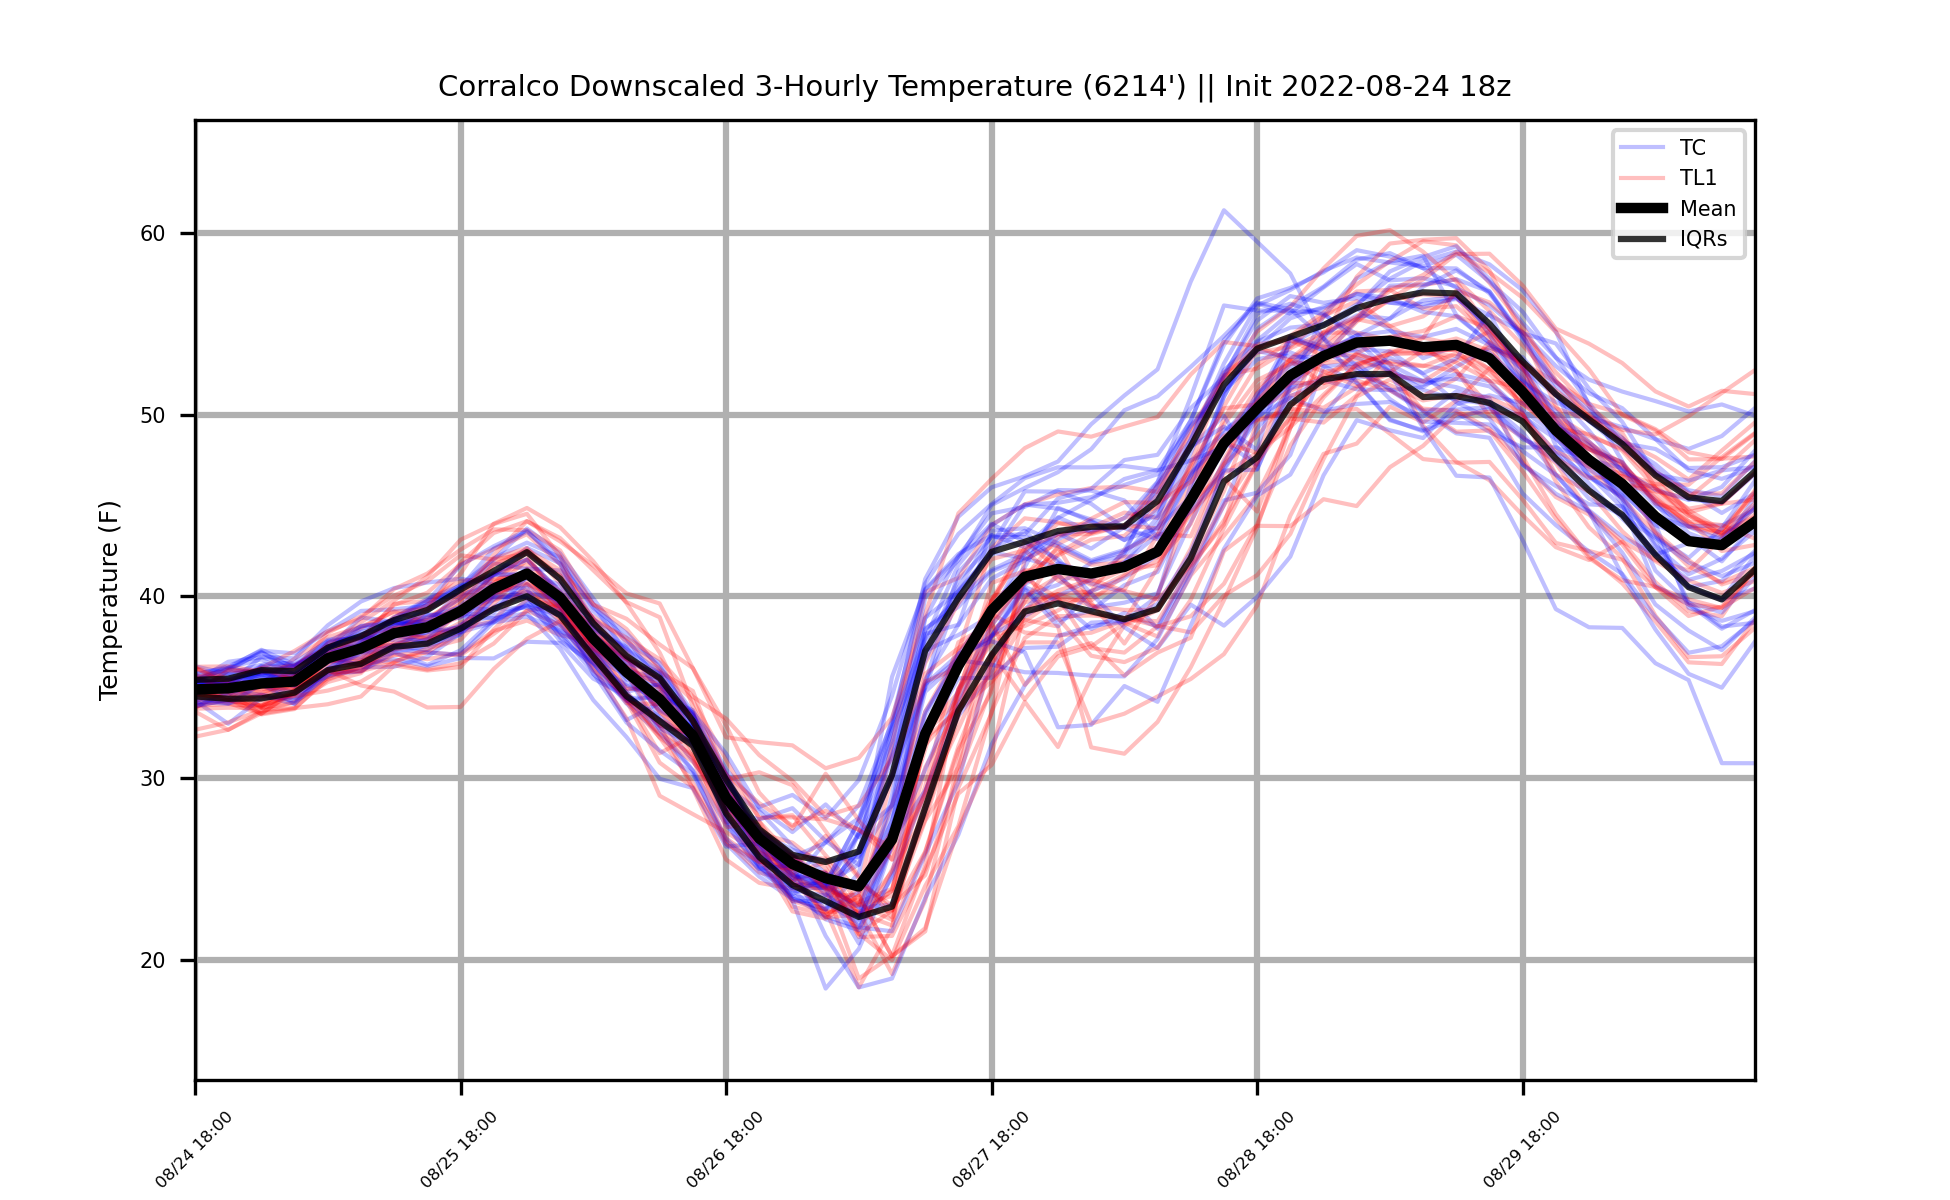 Corralco Downscaled 3-Hourly Temperature (6214') || Init 2022-08-24 18z
TC
TL1
Mean
IQRs
Temperature (F)
60
50
40
30
20
08/24 18:00
08/25 18:00
08/26 18:00
08/27 18:00
08/28 18:00
08/29 18:00